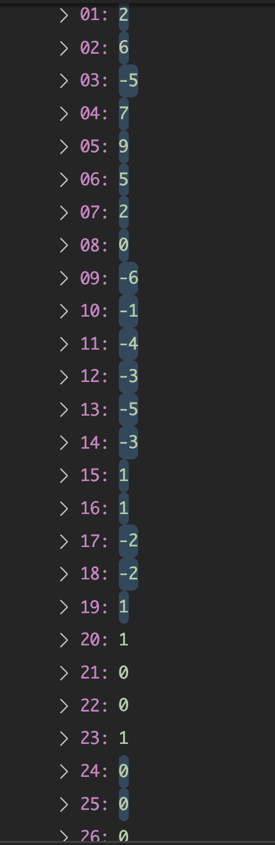 > 01: 2
> 02: 6
> 03: -5
> 04: 7
> 05: 9
> 06: 5
> 07: 2
> 08: 0
> 09: -6
> 10: -1
> 11: -4
> 12: -3
> 13: -5
> 14: -3
> 15: 1
> 16: 1
> 17: -2
> 18: -2
> 19: 1
> 20: 1
> 21: 0
> 22: 0
> 23: 1
> 24: 0
> 25: 0
> 26: 0